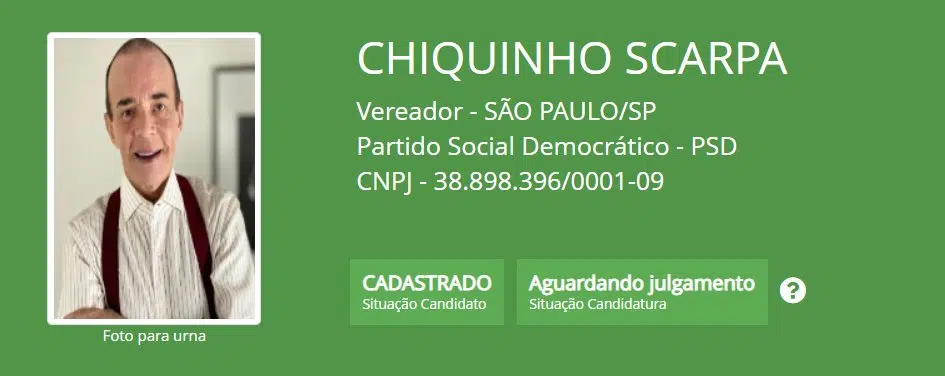 CHIQUINHO SCARPA
Vereador - SÃO PAULO/SP
Partido Social Democrático - PSD
CNPJ - 38.898.396/0001-09
CADASTRADO
Situação Candidato
Aguardando julgamento
Situação Candidatura
?
Foto para urna